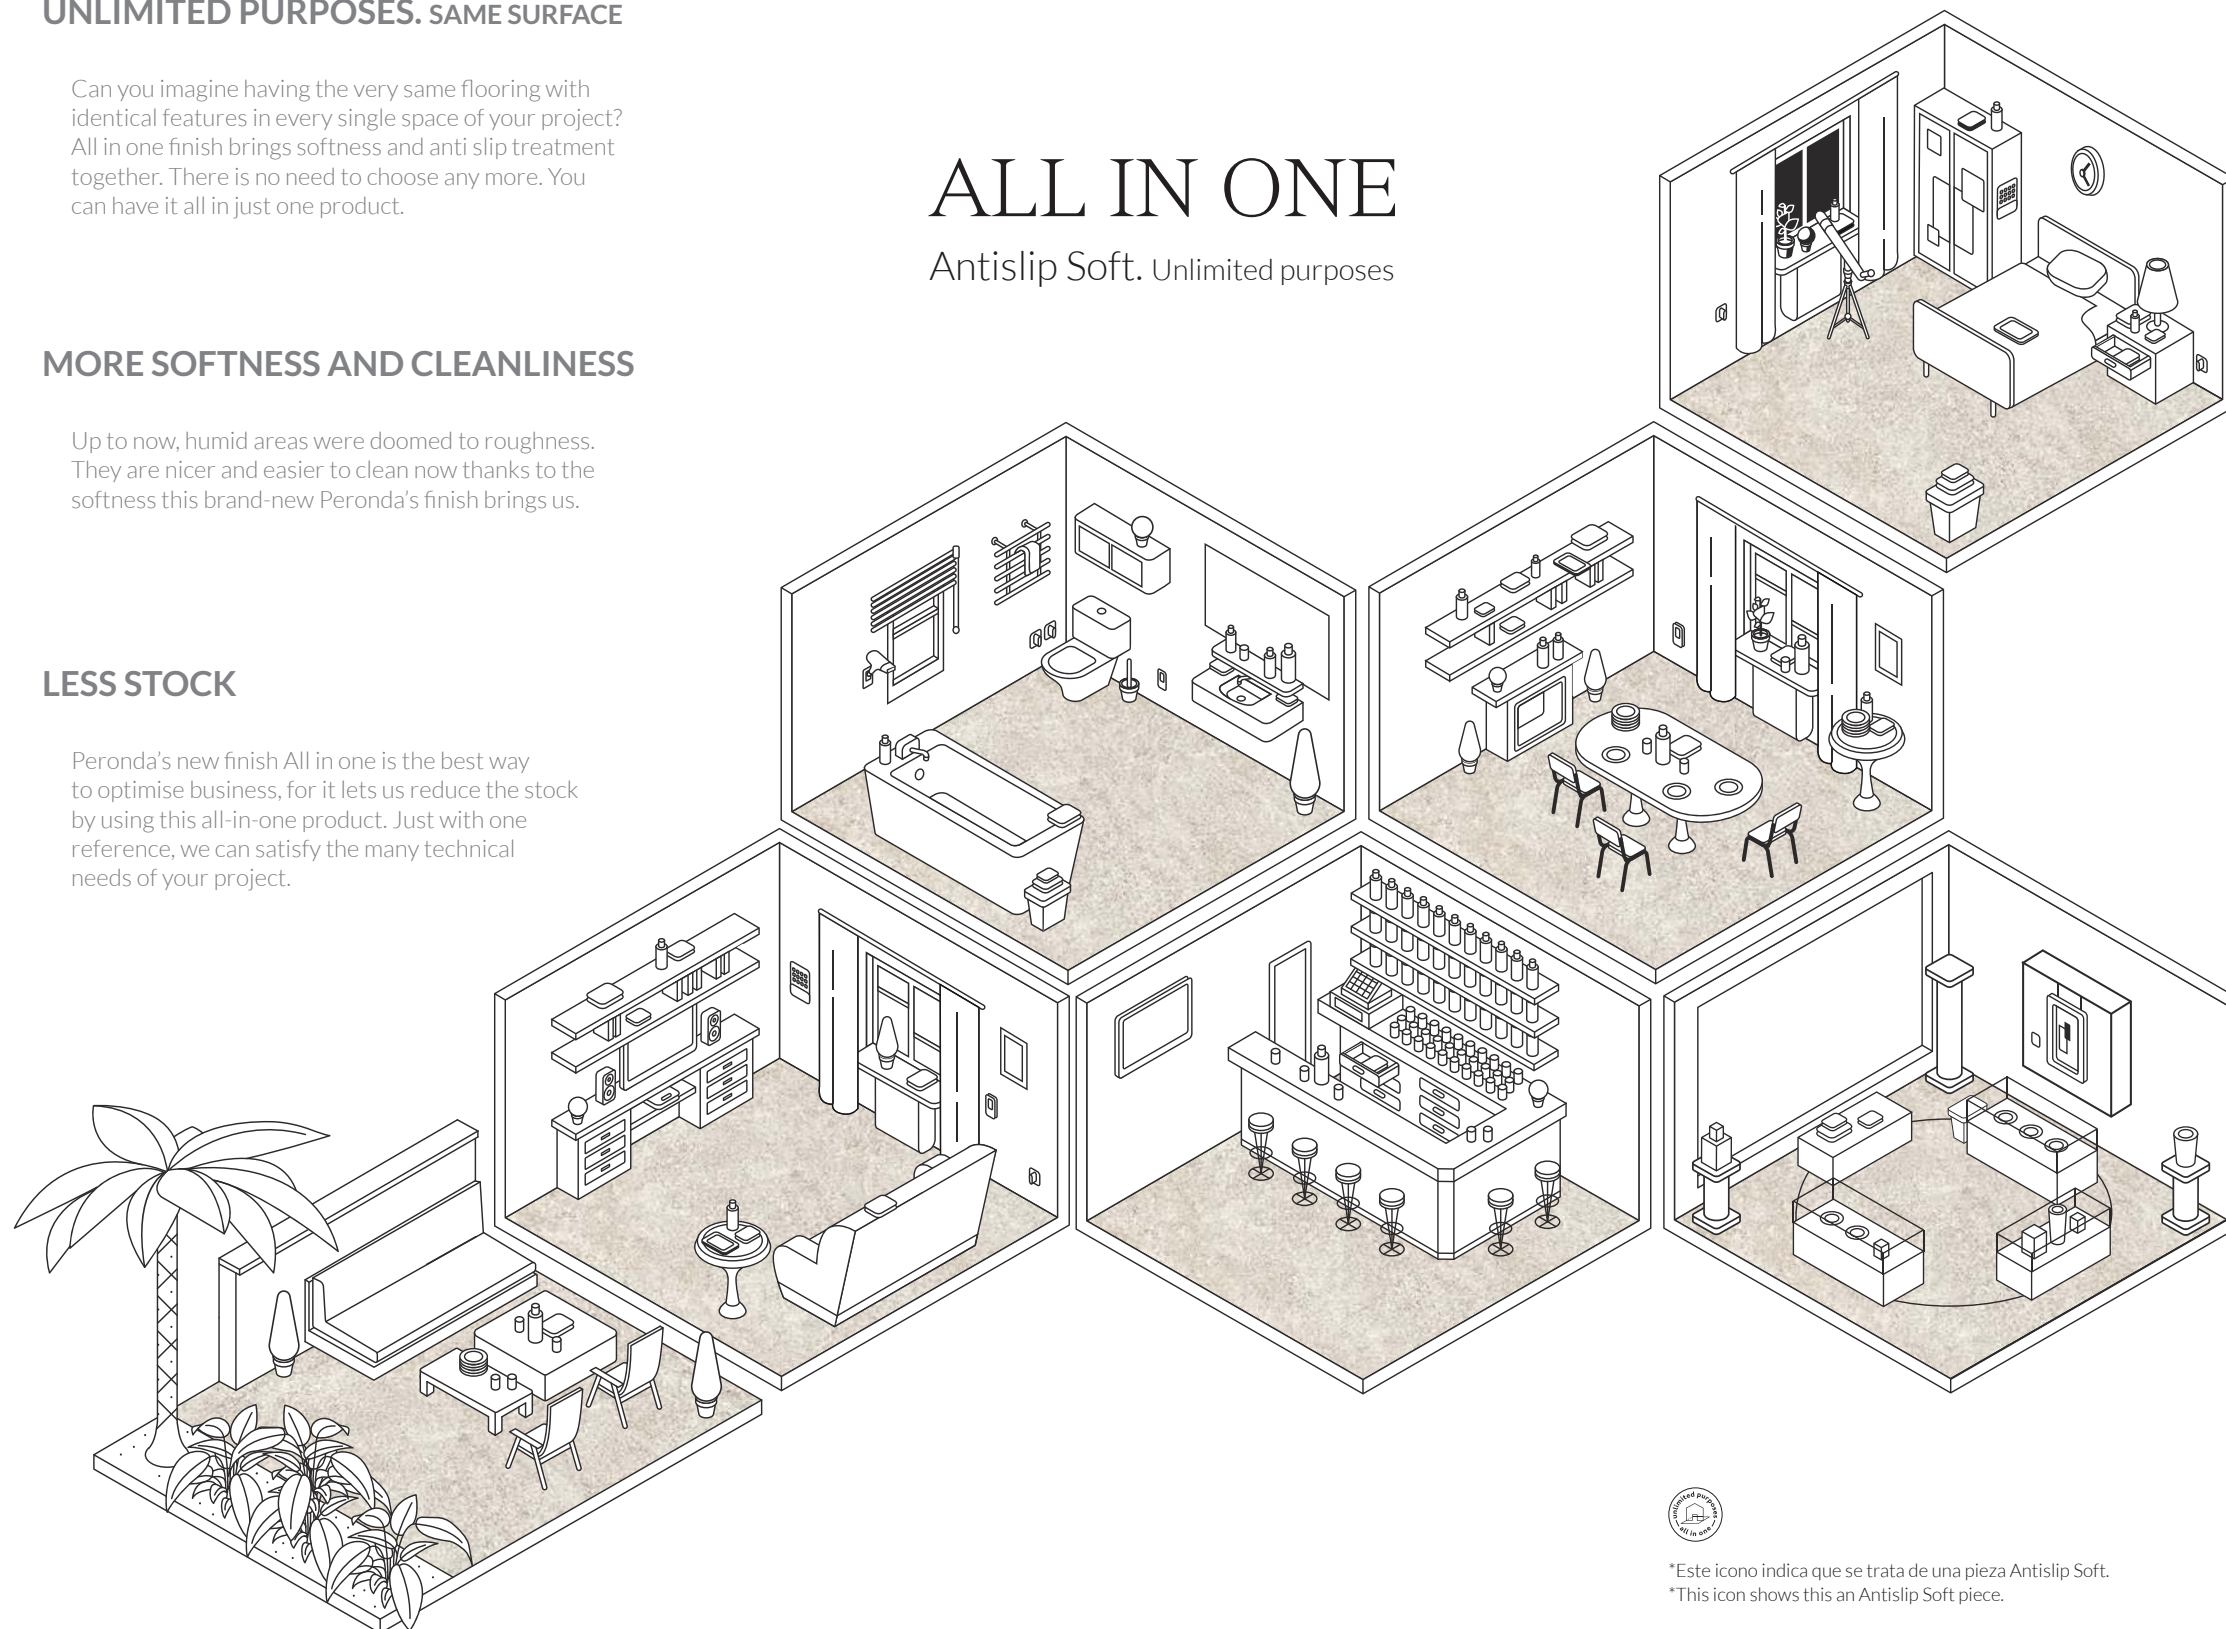 UNLIMITED PURPOSES. SAME SURFACE
Can you imagine having the very same flooring with
identical features in every single space of your project?
All in one finish brings softness and anti slip treatment
together. There is no need to choose any more. You
can have it all in just one product.
ALL IN ONE
Antislip Soft. Unlimited purposes
MORE SOFTNESS AND CLEANLINESS
Up to now, humid areas were doomed to roughness.
They are nicer and easier to clean now thanks to the
softness this brand-new Peronda’s finish brings us.
LESS STOCK
Peronda’s new finish All in one is the best way
to optimise business, for it lets us reduce the stock
by using this all-in-one product. Just with one
reference, we can satisfy the many technical
needs of your project.
unlimited purposes
all in one
*Este icono indica que se trata de una pieza Antislip Soft.
*This icon shows this an Antislip Soft piece.